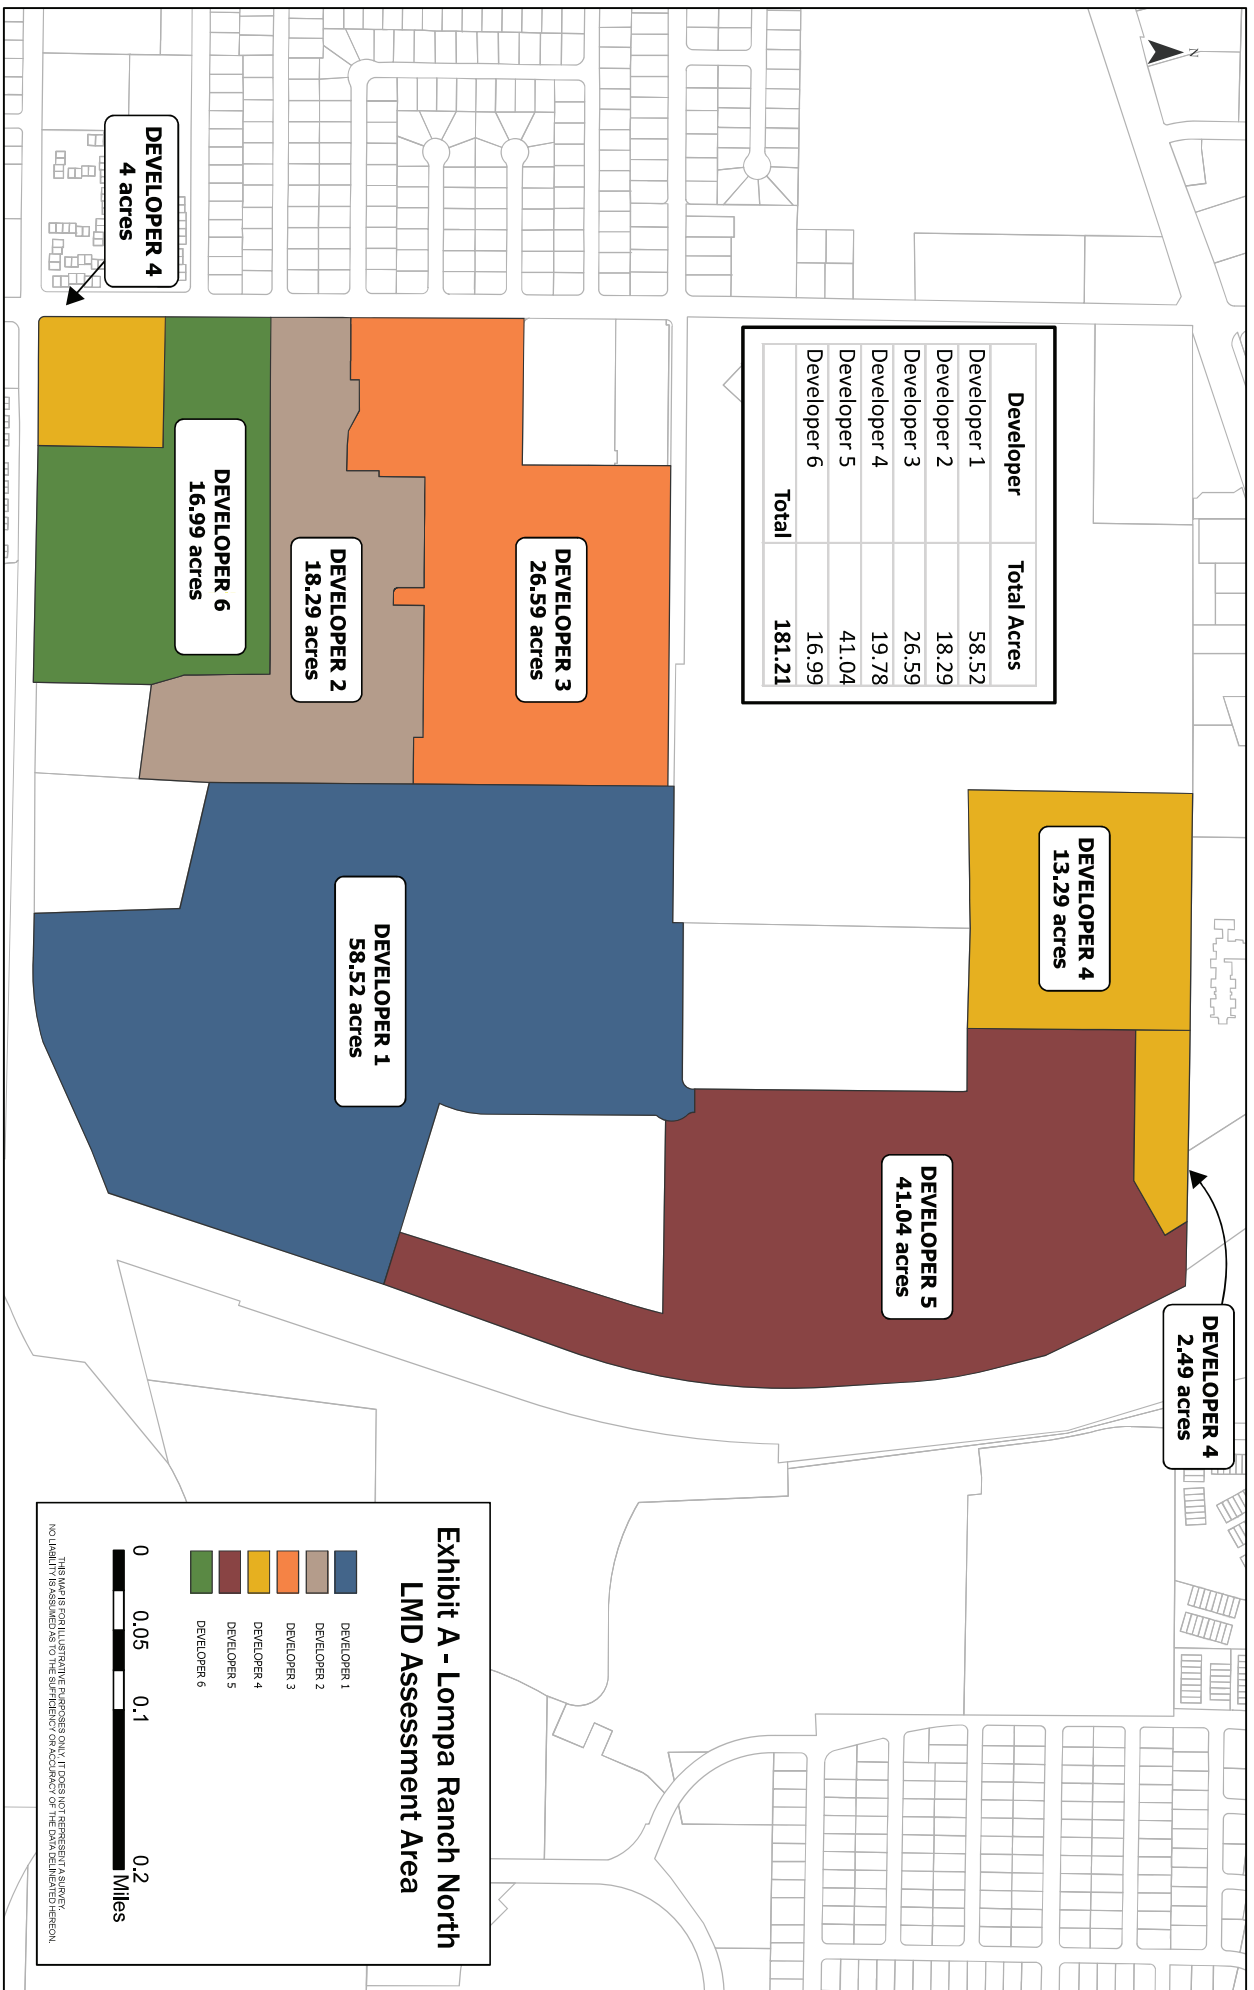 N
DEVELOPER 4
2.49 acres
DEVELOPER 4
13.29 acres
Developer Total Acres
Developer 1 58.52
Developer 2 18.29
Developer 3 26.59
Developer 4 19.78
Developer 5 41.04
Developer 6 16.99
Total 181.21
DEVELOPER 5
41.04 acres
DEVELOPER 3
26.59 acres
DEVELOPER 1
58.52 acres
DEVELOPER 2
18.29 acres
DEVELOPER 6
16.99 acres
DEVELOPER 4
4 acres
Exhibit A - Lompa Ranch North
LMD Assessment Area
DEVELOPER 1
DEVELOPER 2
DEVELOPER 3
DEVELOPER 4
DEVELOPER 5
DEVELOPER 6
0 0.05 0.1 0.2
Miles
THIS MAP IS FOR ILLUSTRATIVE PURPOSES ONLY, IT DOES NOT REPRESENT A SURVEY.
NO LIABILITY IS ASSUMED AS TO THE SUFFICIENCY OR ACCURACY OF THE DATA DELINEATED HEREON.